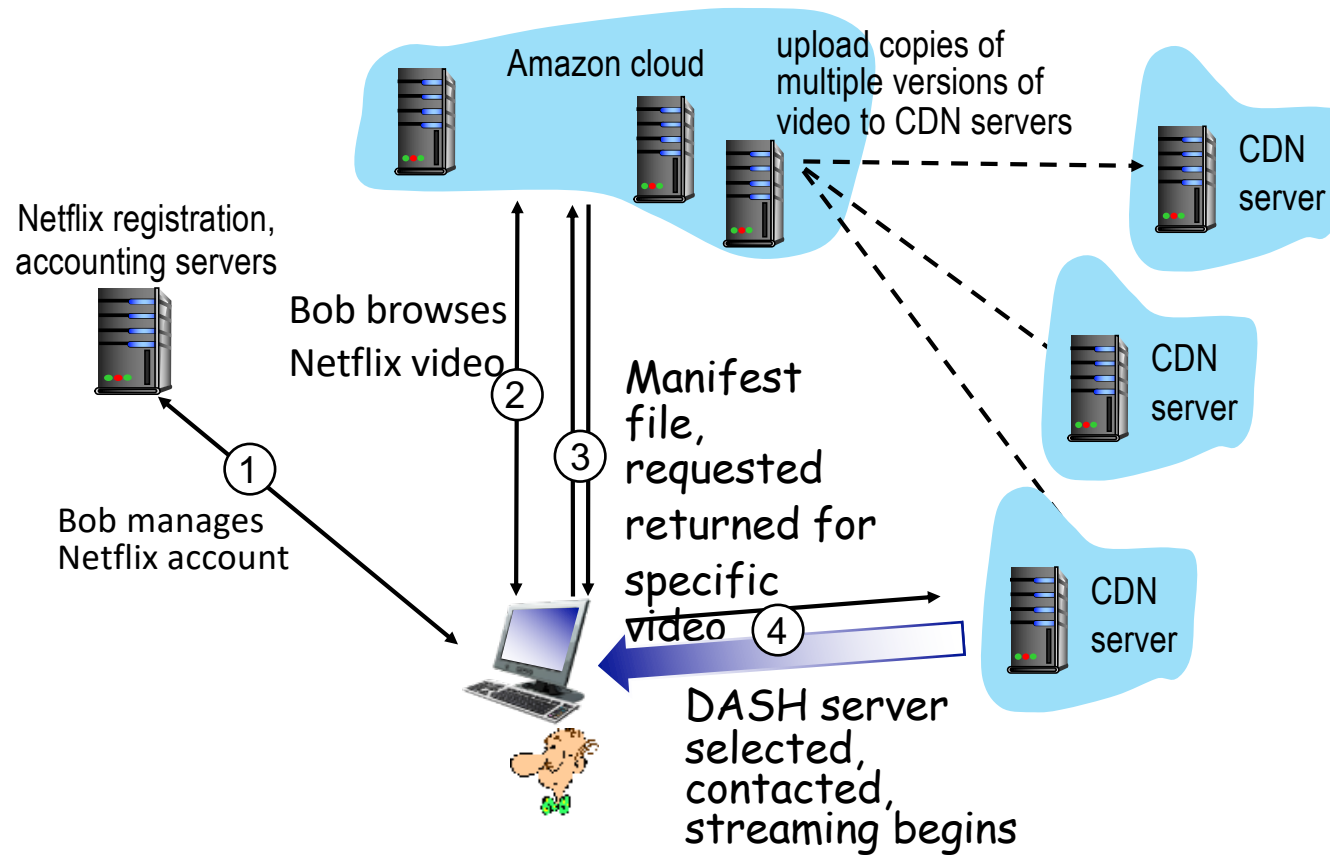 Amazon cloud
upload copies of
multiple versions of
video to CDN servers
CDN
server
Netflix registration,
accounting servers
Bob browses
Netflix video
2
3
Manifest
file,
requested
returned for
specific
video
CDN
server
1
Bob manages
Netflix account
4
CDN
server
DASH server
selected,
contacted,
streaming begins